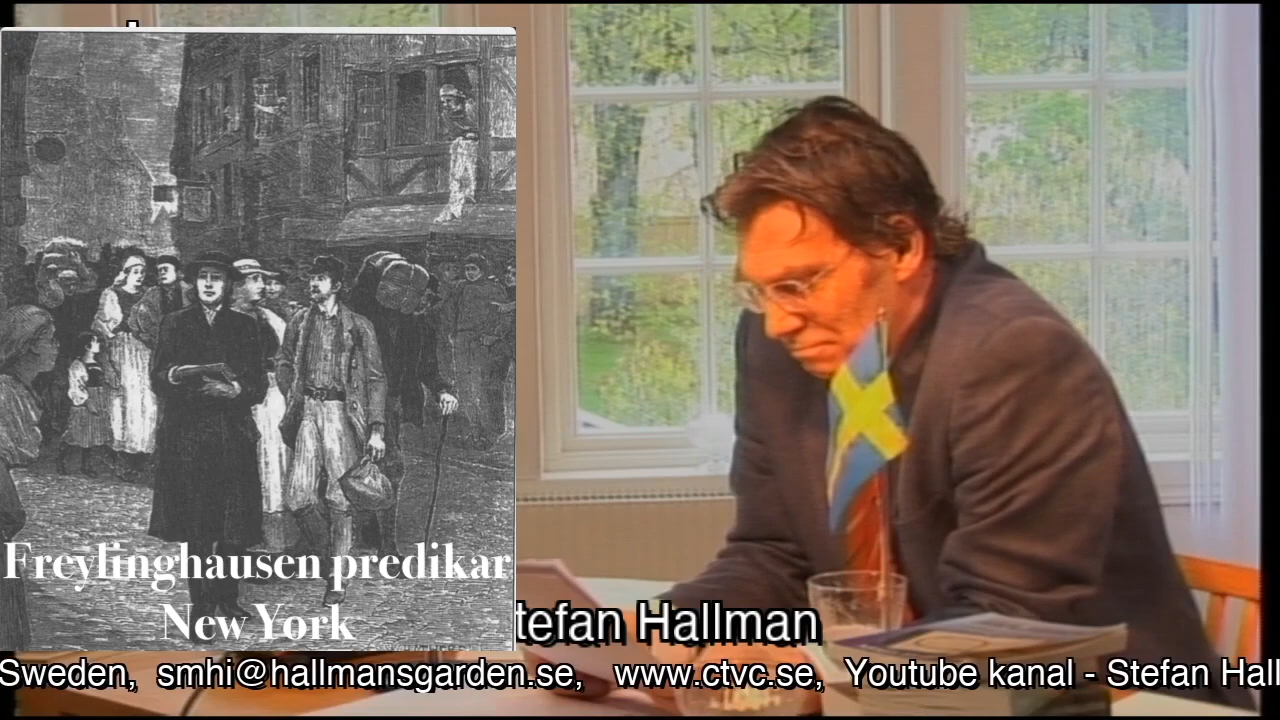 Freylinghausen predikar
New York
tefan Hallman
Sweden, smhi@hallmansgarden.se, www.ctvc.se, Youtube kanal - Stefan Hall